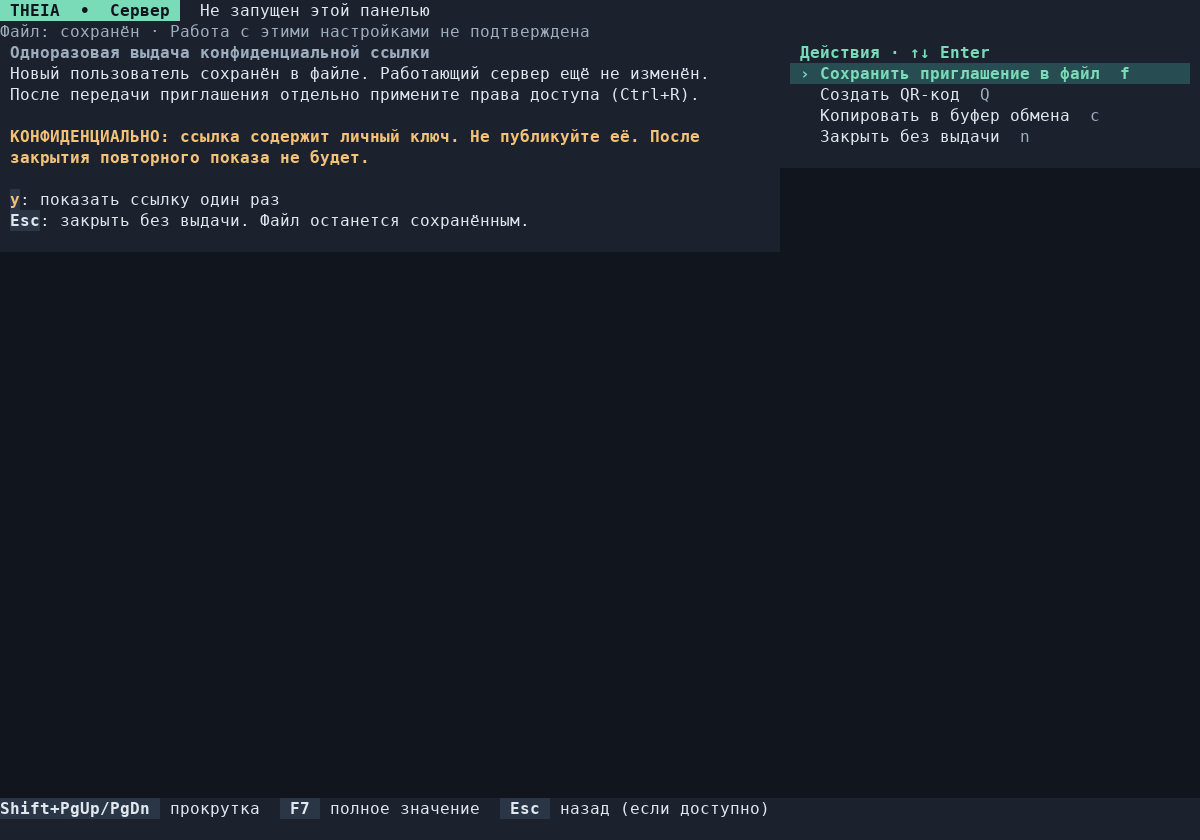 THEIA • Сервер Не запущен этой панелью
Файл: сохранён · Работа с этими настройками не подтверждена
Одноразовая выдача конфиденциальной ссылки
Новый пользователь сохранён в файле. Работающий сервер ещё не изменён.
После передачи приглашения отдельно примените права доступа (Ctrl+R).
КОНФИДЕНЦИАЛЬНО: ссылка содержит личный ключ. Не публикуйте её. После
закрытия повторного показа не будет.
y: показать ссылку один раз
Esc: закрыть без выдачи. Файл останется сохранённым.
Действия · ↑↓ Enter
› Сохранить приглашение в файл f
Создать QR-код Q
Копировать в буфер обмена c
Закрыть без выдачи n
Shift+PgUp/PgDn прокрутка F7 полное значение Esc назад (если доступно)